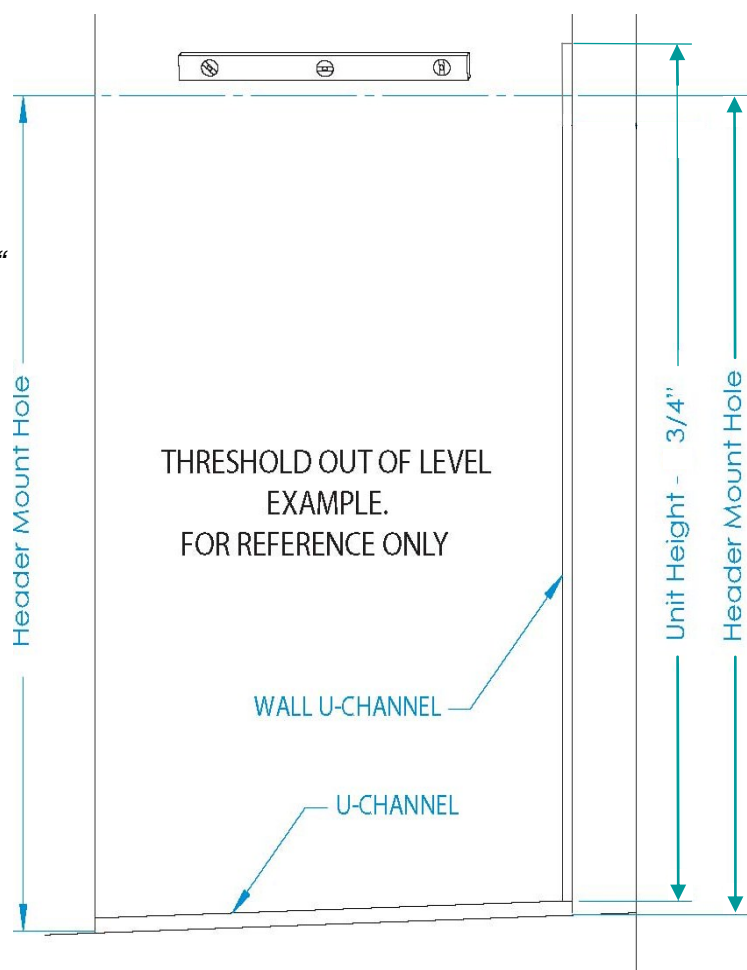 “
Header Mount Hole
THRESHOLD OUT OF LEVEL
EXAMPLE.
FOR REFERENCE ONLY
WALL U-CHANNEL
U-CHANNEL
Unit Height - 3/4"
Header Mount Hole